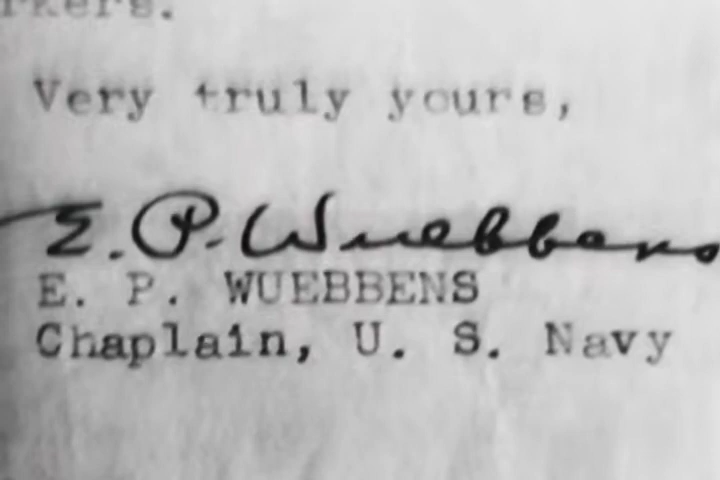 Very truly yours,
E. P. Wuebbens
E. P. WUEBBENS
Chaplain, U. S. Navy